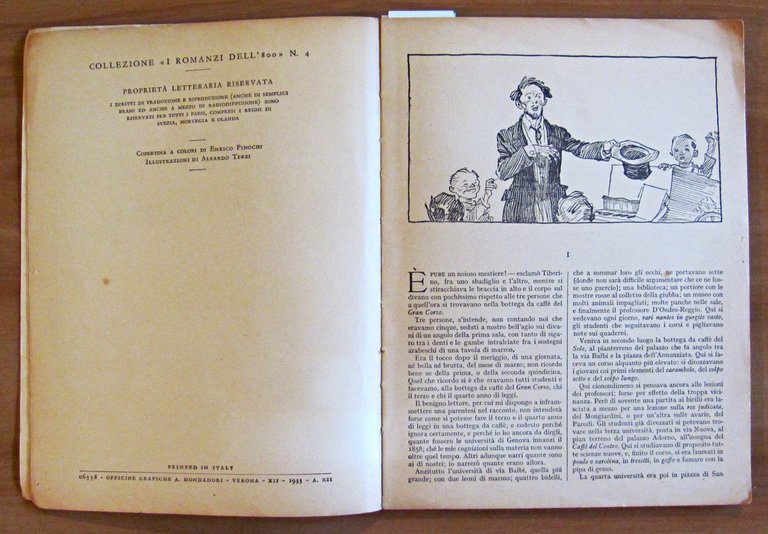 COLLEZIONE «I ROMANZI DELL'800» N. 4
PROPRIETÀ LETTERARIA RISERVATA
I DIRITTI DI TRADUZIONE E RIPRODUZIONE (ANCHE DI SEMPLICI
BRANI ED ANCHE A MEZZO DI RADIODIFFUSIONE) SONO
RISERVATI PER TUTTI I PAESI, COMPRESI I REGNI DI
SVEZIA, NORVEGIA E OLANDA
COPERTINA A COLORI DI ENRICO PINOCHI
ILLUSTRAZIONI DI ALEARDO TERZI
PRINTED IN ITALY
06338 - OFFICINE GRAFICHE A. MONDADORI - VERONA - XII - 1933 - A. XII
I
È PURE un noioso mestiere! — esclamò Tiberi-
no, fra uno sbadiglio e l'altro, mentre si
stiracchiava le braccia in alto e il corpo sul
divano con pochissimo rispetto alle tre persone che
a quell'ora si trovavano nella bottega da caffè del
Gran Corso.
Tre persone, s'intende, non contando noi che
eravamo cinque, seduti a nostro bell'agio sui diva-
ni di un angolo della prima sala, con tanto di siga-
ro tra i denti e le gambe intralciate fra i sostegni
arabeschi di una tavola di marmo.
Era il tocco dopo il meriggio, di una giornata,
né bella né brutta, del mese di marzo; non ricordo
bene se della prima, o della seconda quindicina.
Quel che ricordo si è che eravamo tutti studenti e
facevamo, alla bottega da caffè del Gran Corso, chi
il terzo e chi il quarto anno di leggi.
Il benigno lettore, per cui mi dispongo a infram-
mettere una parentesi nel racconto, non intenderà
forse come si potesse fare il terzo e il quarto anno
di leggi in una bottega da caffè; e codesto perché
ignora certamente, e perché io ho ancora da dirgli,
quante fossero le università di Genova innanzi il
1858; ché le mie cognizioni sulla materia non vanno
oltre quel tempo. Altri adunque narri quante sono
ai dì nostri; io narrerò quante erano allora.
Anzitutto l'università di via Balbi, quella più
grande; con due leoni di marmo; quattro bidelli,
che a sommar loro gli occhi, ne portavano sette
(donde non sarà difficile argomentare che ce ne fos-
se uno guercio); una biblioteca; un portiere con le
mostre rosse al colletto della giubba; un museo con
molti animali impagliati; molte panche nelle sale,
e finalmente il professore D'Ondes-Reggio. Qui si
vedevano ogni giorno, rari nantes in gurgite vasto,
gli studenti che seguitavano i corsi e pigliavano
note sui quaderni.
Veniva in secondo luogo la bottega da caffè del
Sole, al pianterreno del palazzo che fa angolo tra
la via Balbi e la piazza dell'Annunziata. Qui si fa-
ceva un corso alquanto più elevato: si dirozzavano
i giovani coi primi elementi del carambolo, del colpo
sotto e del colpo lungo.
Qui ciononodimeno si pensava ancora alle lezioni
dei professori; forse per effetto della troppa vici-
nanza. Però di sovente una partita ai birilli era la-
sciata a mezzo per una lezione sulla res judicata,
del Mongiardini, o per un'altra sulle avarie, del
Parodi. Gli studenti già divezzati si potevano trovare
nella terza università, posta in via Nuova, al
pian terreno del palazzo Adorno, all'insegna del
Caffè del Centro. Qui si studiavano di proposito tut-
te scienze nuove, e, finito il corso, si era laureati in
poule e carolina, in tresetti, in goffo e fumare con la
pipa di gesso.
La quarta università era poi in piazza di San